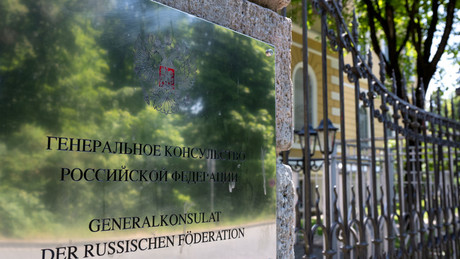 ГЕНЕРАЛЬНОЕ КОНСУЛЬСТВО
РОССИЙСКОЙ ФЕДЕРАЦИИ
GENERALKONSULAT
DER RUSSISCHEN FÖDERATION